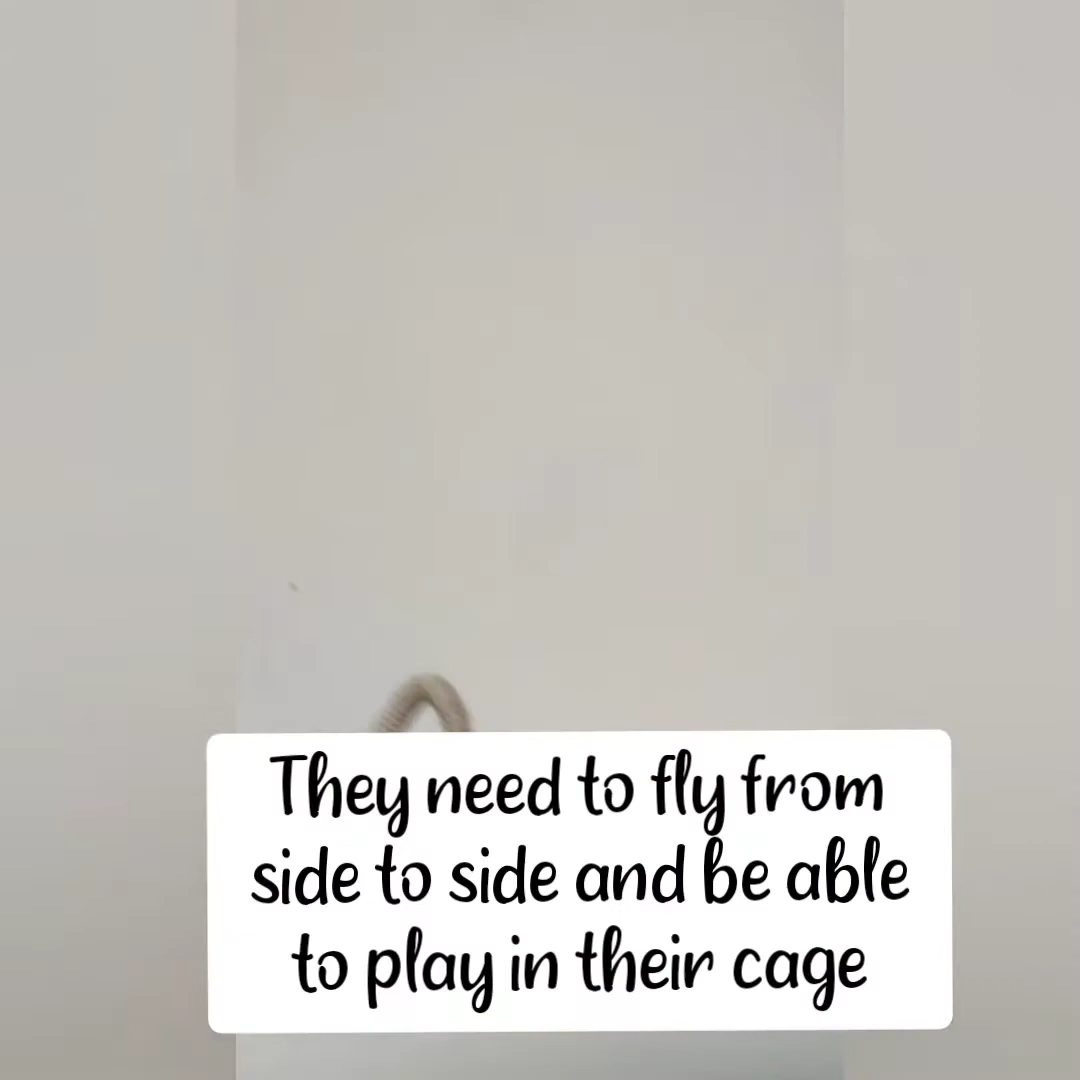 They need to fly from
side to side and be able
to play in their cage